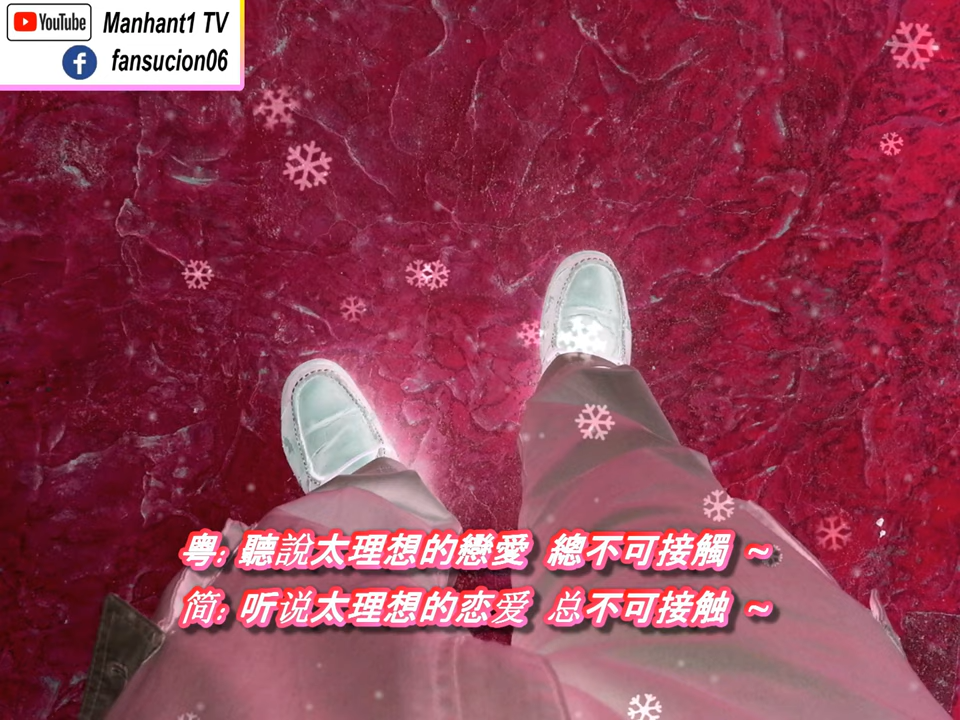 YouTube Manhant1 TV
f fansucion06
粵: 聽說太理想的戀愛 總不可接觸 ~
简: 听说太理想的恋爱 总不可接触 ~